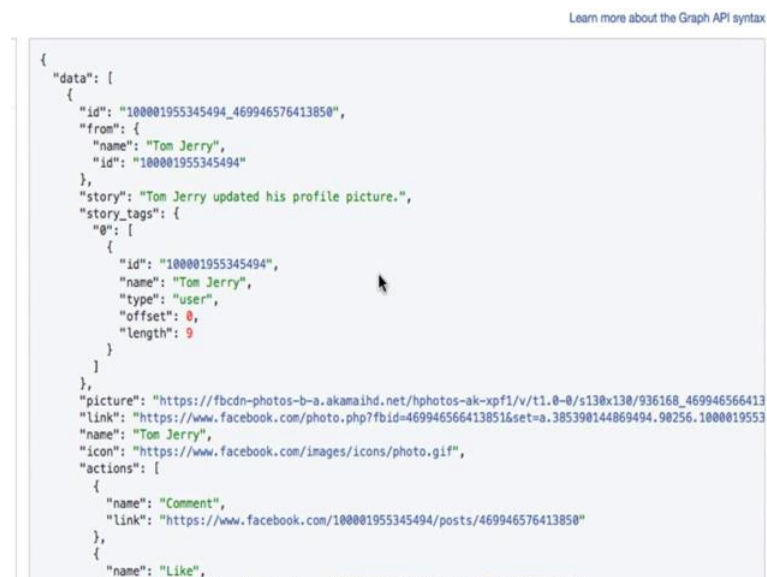 Learn more about the Graph API syntax
{
"data": [
{
"id": "100001955345494_469946576413850",
"from": {
"name": "Tom Jerry",
"id": "100001955345494"
},
"story": "Tom Jerry updated his profile picture.",
"story_tags": {
"0": [
{
"id": "100001955345494",
"name": "Tom Jerry",
"type": "user",
"offset": 0,
"length": 9
}
]
},
"picture": "https://fbcdn-photos-b-a.akamaihd.net/hphotos-ak-xpf1/v/t1.0-0/s130x130/936168_469946566413
"link": "https://www.facebook.com/photo.php?fbid=469946566413851&set=a.385390144869494.90256.1000019553
"name": "Tom Jerry",
"icon": "https://www.facebook.com/images/icons/photo.gif",
"actions": [
{
"name": "Comment",
"link": "https://www.facebook.com/100001955345494/posts/469946576413850"
},
{
"name": "Like",